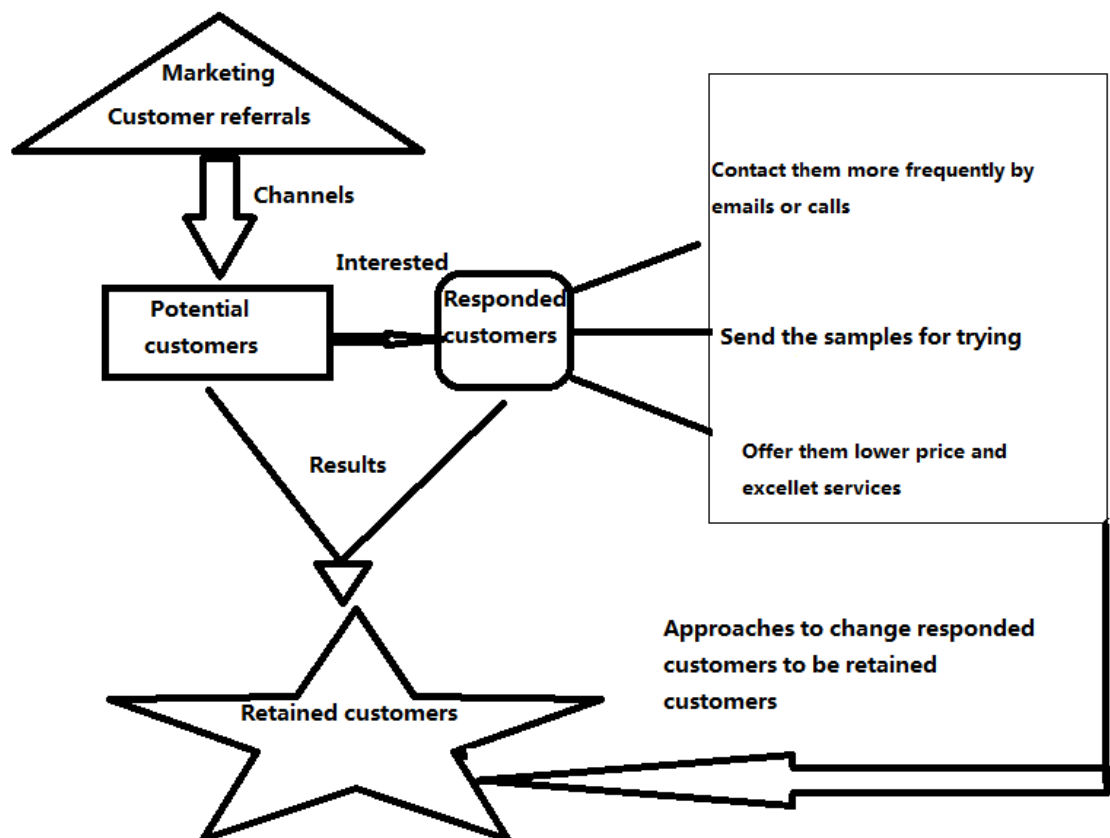 Marketing
Customer referrals
Channels
Interested
Potential
customers
Responded
customers
Contact them more frequently by
emails or calls
Send the samples for trying
Offer them lower price and
excellet services
Results
Approaches to change responded
customers to be retained
customers
Retained customers